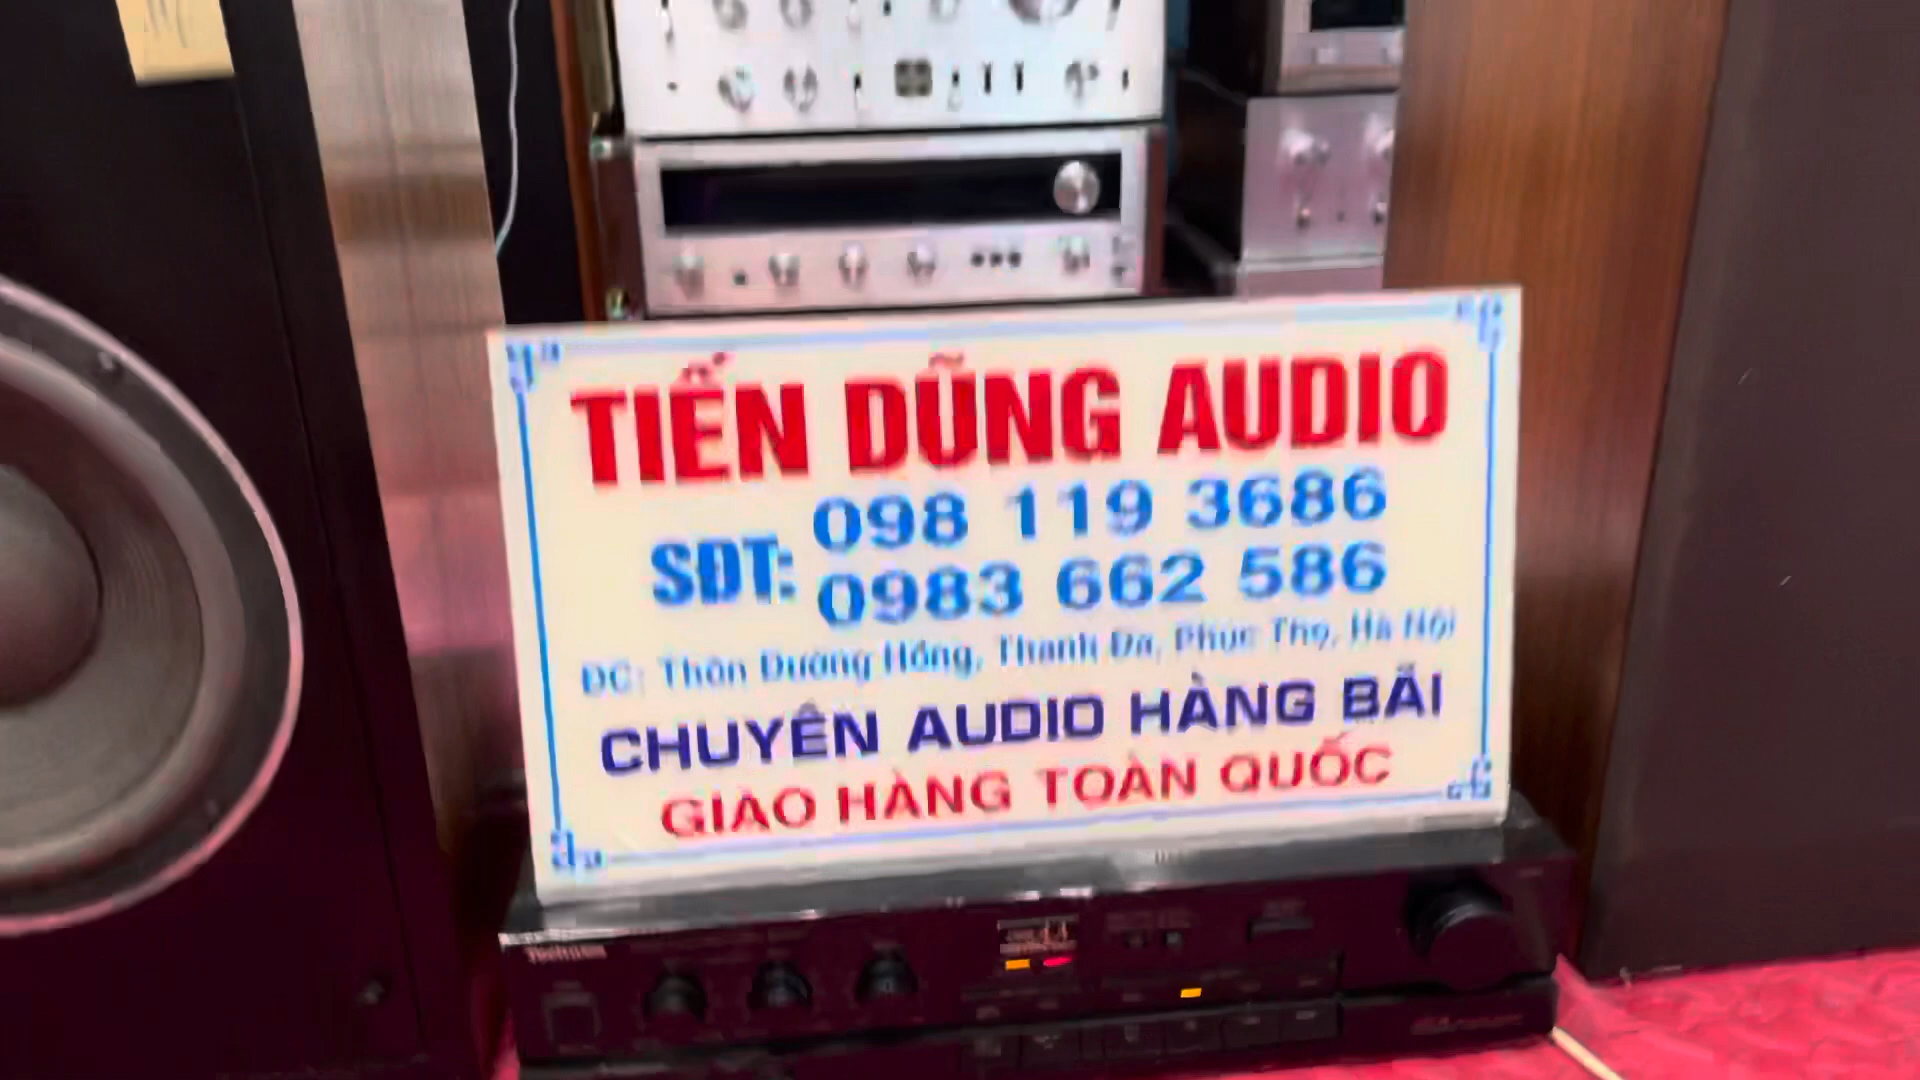 TIẾN DŨNG AUDIO
SĐT: 098 119 3686
0983 662 586
ĐC: Thôn Đường Hồng, Thanh Đa, Phúc Thọ, Hà Nội
CHUYÊN AUDIO HÀNG BÃI
GIAO HÀNG TOÀN QUỐC
Technics